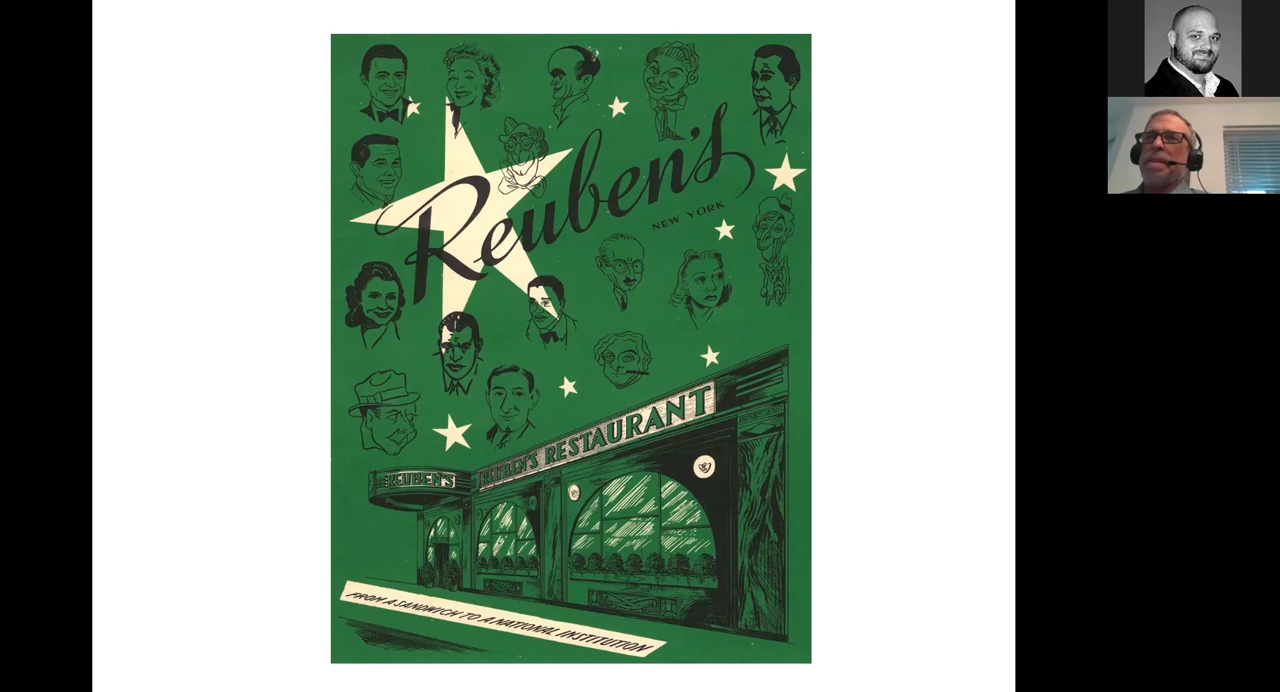 Reuben's
NEW YORK
REUBEN'S RESTAURANT
REUBEN'S
FROM A SANDWICH TO A NATIONAL INSTITUTION